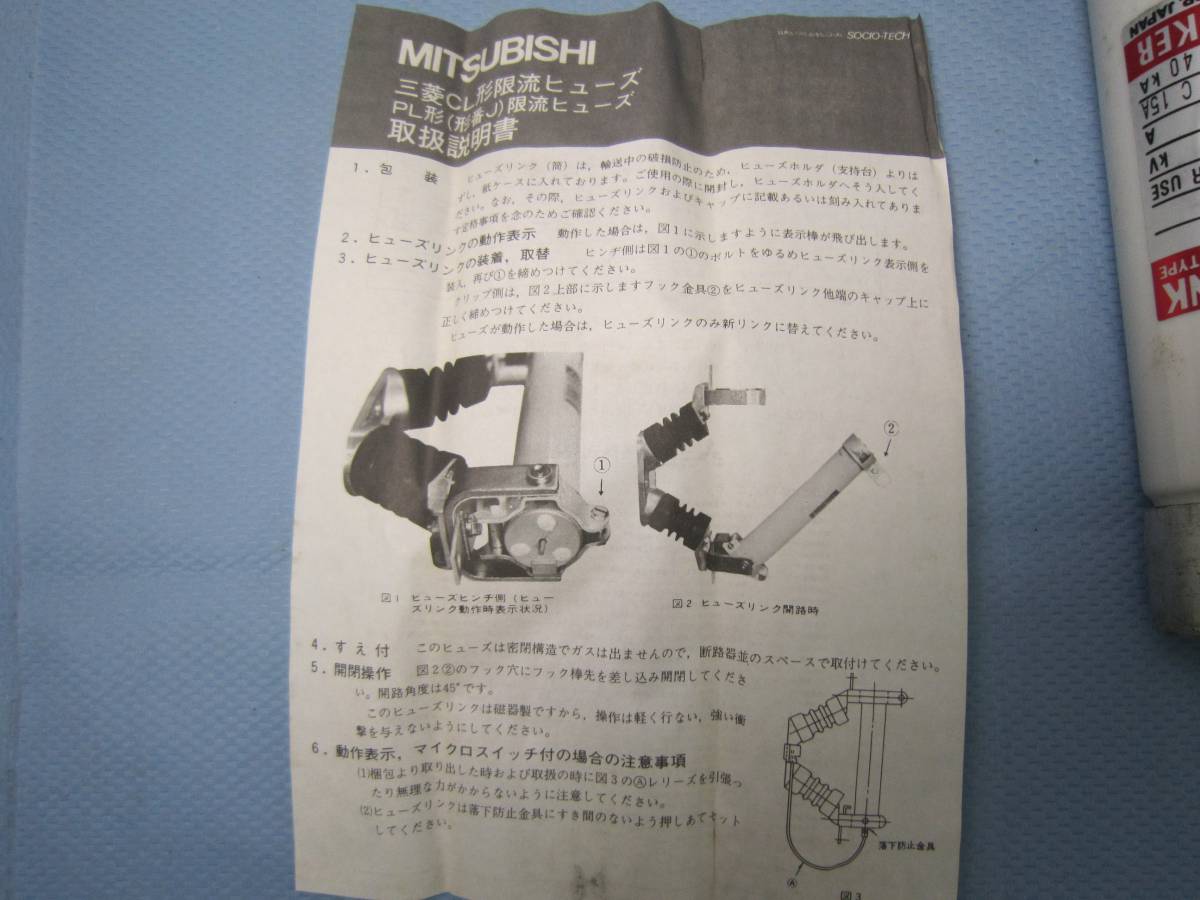 SOCIO-TECH
MITSUBISHI
三菱CL形限流ヒューズ
PL形(形番J)限流ヒューズ
取扱説明書
1. 包装 ヒューズリンク(筒)は，輸送中の破損防止のため，ヒューズホルダ(支持台)よりは
ずし，紙ケースに入れております。ご使用の際に開封し，ヒューズホルダへそう入してく
ださい。なお，その際，ヒューズリンクおよびキャップに記載あるいは刻み入れてありま
す定格事項を念のためご確認ください。
2. ヒューズリンクの動作表示 動作した場合は，図1に示しますように表示棒が飛び出します。
3. ヒューズリンクの装着，取替 ヒンヂ側は図1の①のボルトをゆるめヒューズリンク表示側を
装入，再び①を締めつけてください。
クリップ側は，図2上部に示しますフック金具②をヒューズリンク他端のキャップ上に
正しく締めつけてください。
ヒューズが動作した場合は，ヒューズリンクのみ新リンクに替えてください。
①
②
図1 ヒューズヒンヂ側(ヒュー
ズリンク動作時表示状況)
図2 ヒューズリンク開路時
4. すえ付 このヒューズは密閉構造でガスは出ませんので，断路器並のスペースで取付けてください。
5. 開閉操作 図2②のフック穴にフック棒先を差し込み開閉してくださ
い。開路角度は45°です。
このヒューズリンクは磁器製ですから，操作は軽く行ない，強い衝
撃を与えないようにしてください。
6. 動作表示，マイクロスイッチ付の場合の注意事項
(1)梱包より取り出した時および取扱の時に図3のⒶレリーズを引張っ
たり無理な力がかからないように注意してください。
(2)ヒューズリンクは落下防止金具にすき間のないよう押しあてセット
してください。
落下防止金具
Ⓐ
図3
R. JAPAN
KER
40 kA
C 15A
A
kV
R USE
NK
TYPE